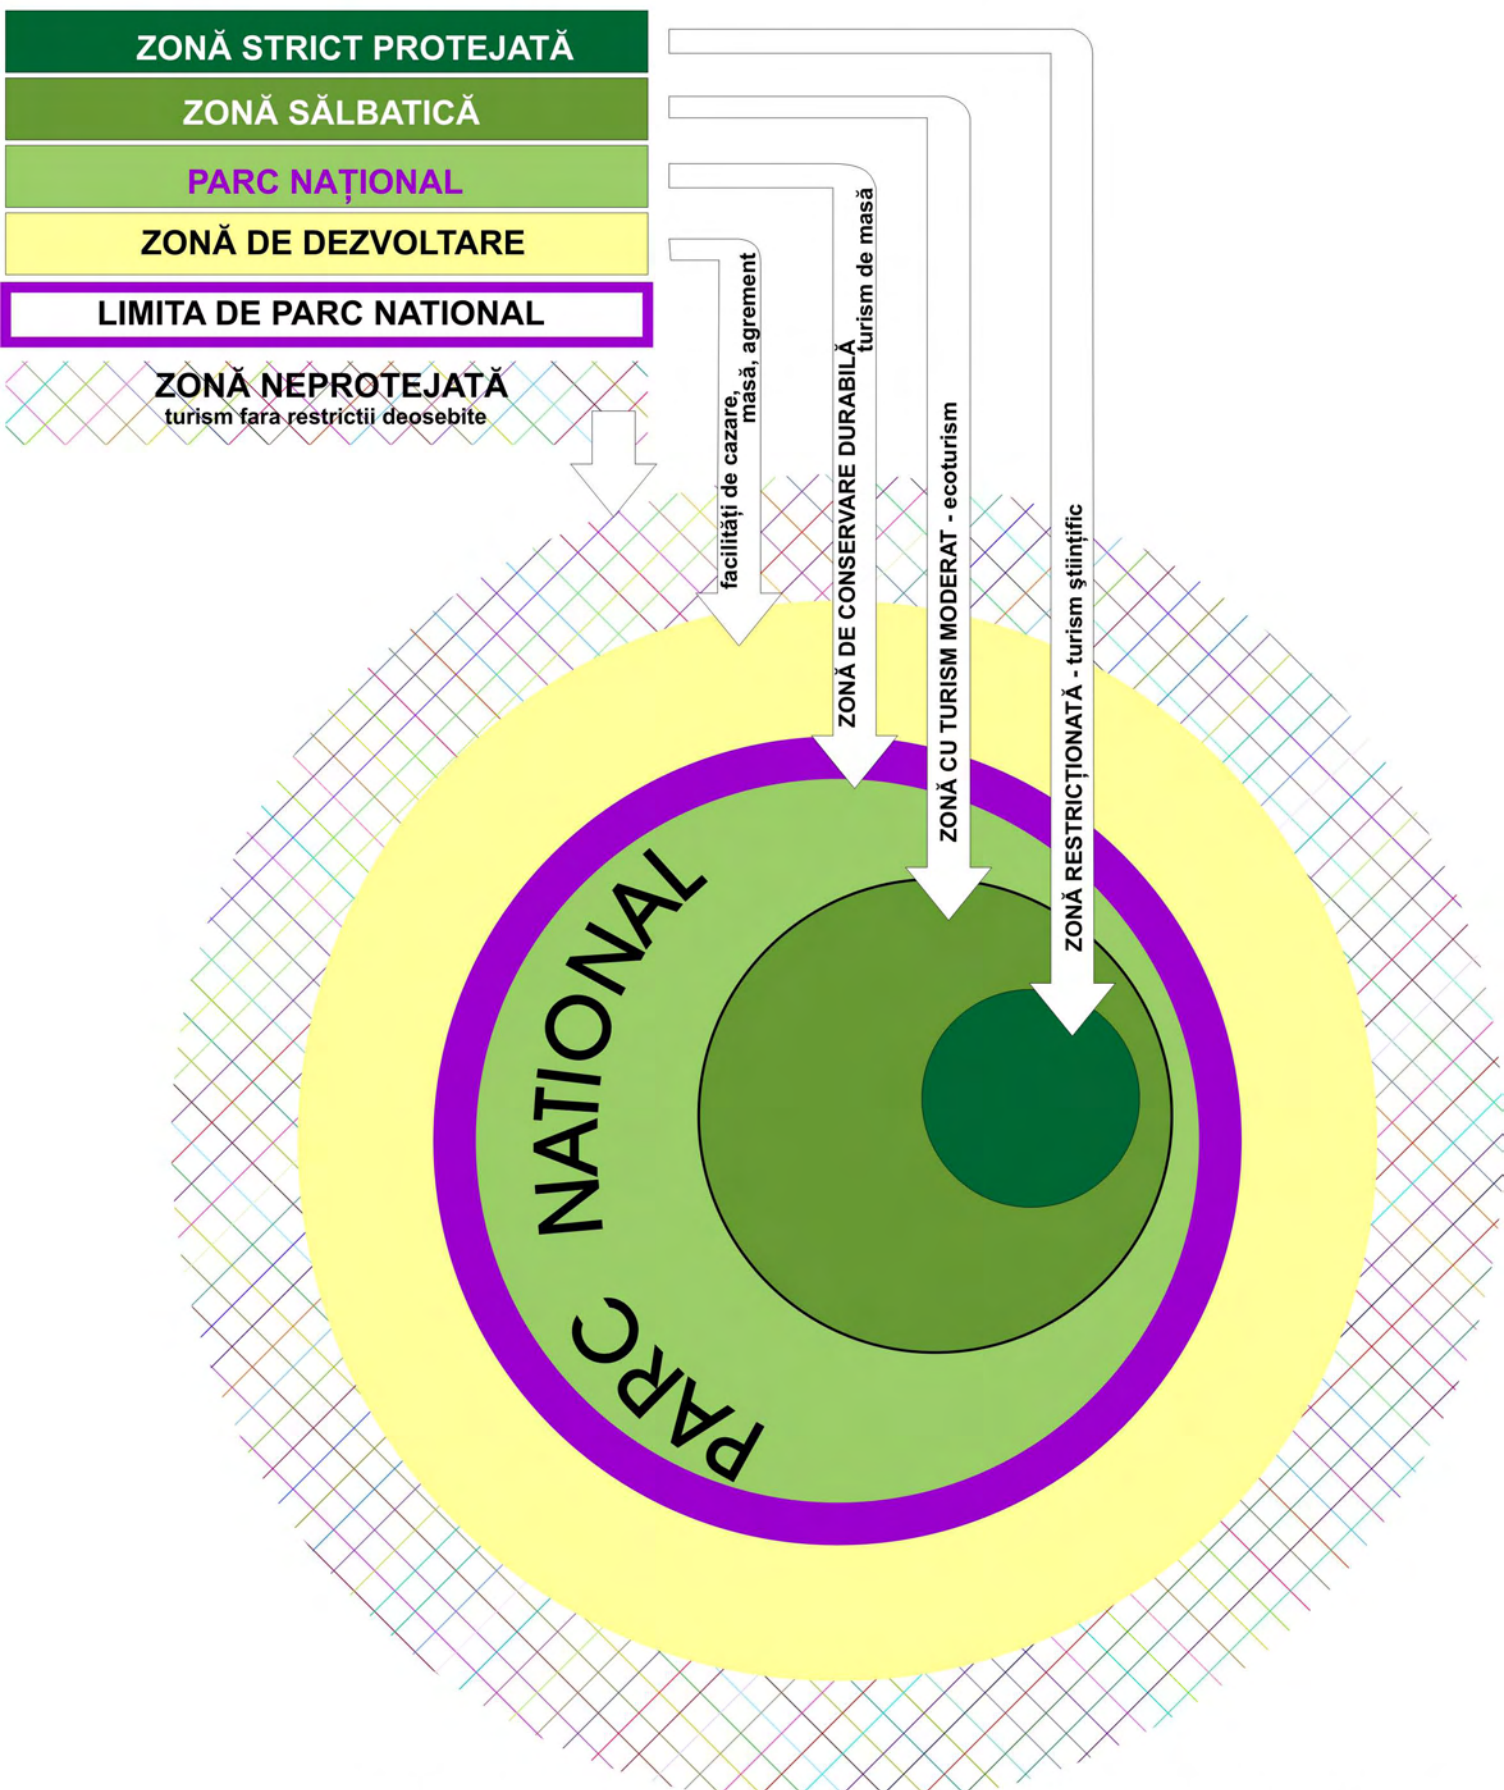 ZONĂ STRICT PROTEJATĂ
ZONĂ SĂLBATICĂ
PARC NAȚIONAL
ZONĂ DE DEZVOLTARE
LIMITA DE PARC NATIONAL
ZONĂ NEPROTEJATĂ
turism fara restrictii deosebite
facilități de cazare,
masă, agrement
ZONĂ DE CONSERVARE DURABILĂ
turism de masă
ZONĂ CU TURISM MODERAT - ecoturism
ZONĂ RESTRICȚIONATĂ - turism științific
PARC NATIONAL